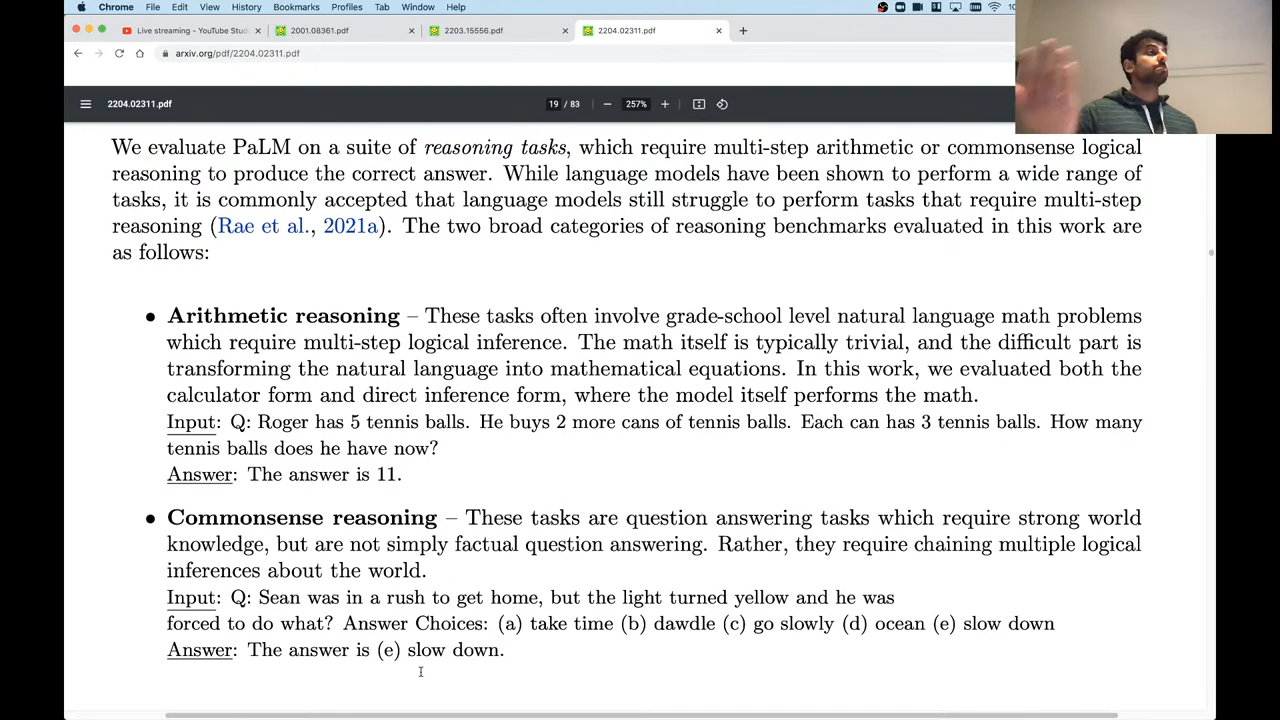 Chrome File Edit View History Bookmarks Profiles Tab Window Help
Live streaming - YouTube Stud
2001.08361.pdf
2203.15556.pdf
2204.02311.pdf
arxiv.org/pdf/2204.02311.pdf
2204.02311.pdf
19 / 83
257%
We evaluate PaLM on a suite of reasoning tasks, which require multi-step arithmetic or commonsense logical
reasoning to produce the correct answer. While language models have been shown to perform a wide range of
tasks, it is commonly accepted that language models still struggle to perform tasks that require multi-step
reasoning (Rae et al., 2021a). The two broad categories of reasoning benchmarks evaluated in this work are
as follows:
• Arithmetic reasoning – These tasks often involve grade-school level natural language math problems
which require multi-step logical inference. The math itself is typically trivial, and the difficult part is
transforming the natural language into mathematical equations. In this work, we evaluated both the
calculator form and direct inference form, where the model itself performs the math.
Input: Q: Roger has 5 tennis balls. He buys 2 more cans of tennis balls. Each can has 3 tennis balls. How many
tennis balls does he have now?
Answer: The answer is 11.
• Commonsense reasoning – These tasks are question answering tasks which require strong world
knowledge, but are not simply factual question answering. Rather, they require chaining multiple logical
inferences about the world.
Input: Q: Sean was in a rush to get home, but the light turned yellow and he was
forced to do what? Answer Choices: (a) take time (b) dawdle (c) go slowly (d) ocean (e) slow down
Answer: The answer is (e) slow down.